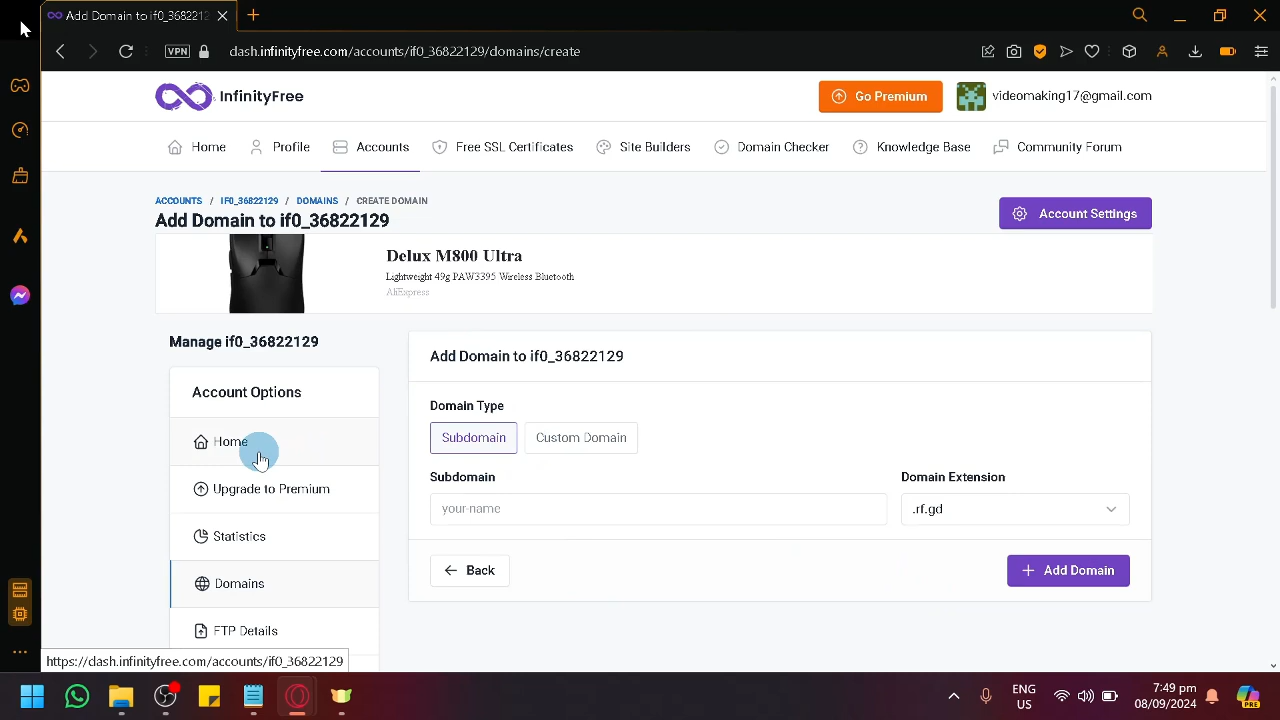 Add Domain to if0_3682212
VPN
dash.infinityfree.com/accounts/if0_36822129/domains/create
InfinityFree
Go Premium
videomaking17@gmail.com
Home
Profile
Accounts
Free SSL Certificates
Site Builders
Domain Checker
Knowledge Base
Community Forum
ACCOUNTS / IF0_36822129 / DOMAINS / CREATE DOMAIN
Add Domain to if0_36822129
Account Settings
Delux M800 Ultra
Lightweight 49g PAW3395 Wireless Bluetooth
AliExpress
Manage if0_36822129
Account Options
Home
Upgrade to Premium
Statistics
Domains
FTP Details
Add Domain to if0_36822129
Domain Type
Subdomain
Custom Domain
Subdomain
Domain Extension
your-name
.rf.gd
Back
+ Add Domain
https://dash.infinityfree.com/accounts/if0_36822129
ENG
US
7:49 pm
08/09/2024
PRE